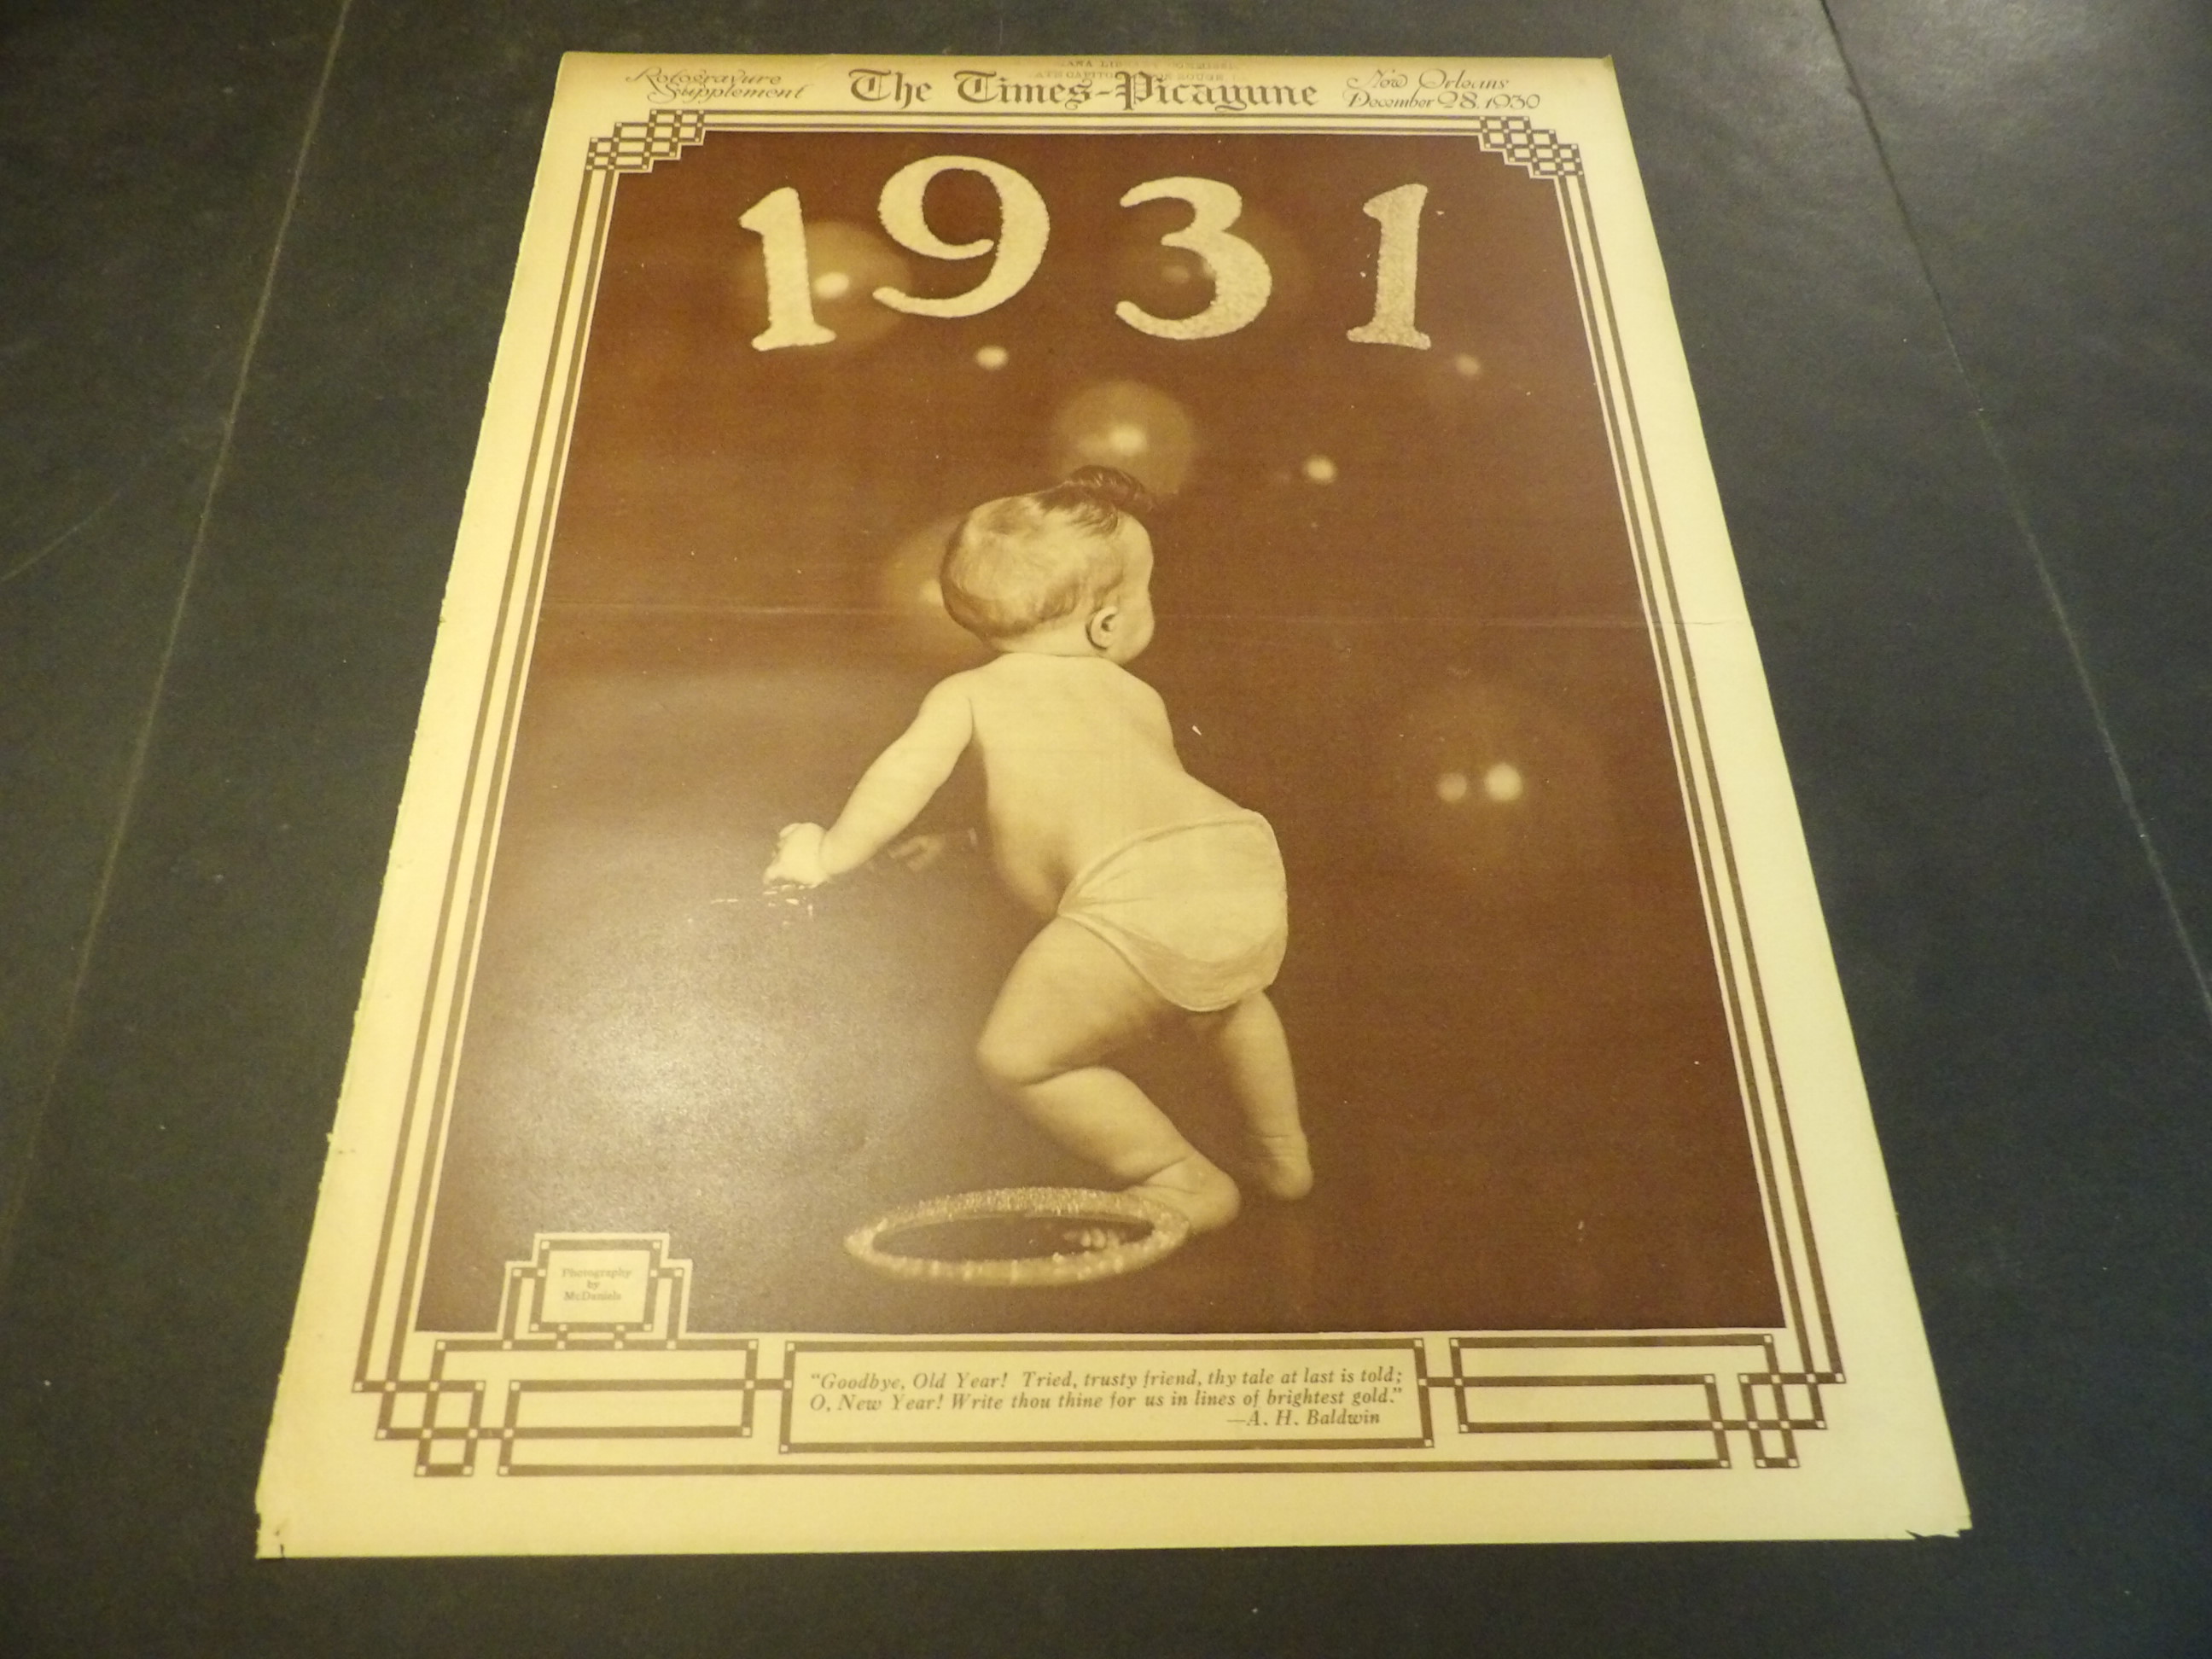 Rotogravure
Supplement
The Times-Picayune
New Orleans
December 28, 1930
1931
Photography
by
McDaniels
"Goodbye, Old Year! Tried, trusty friend, thy tale at last is told;
O, New Year! Write thou thine for us in lines of brightest gold."
—A. H. Baldwin